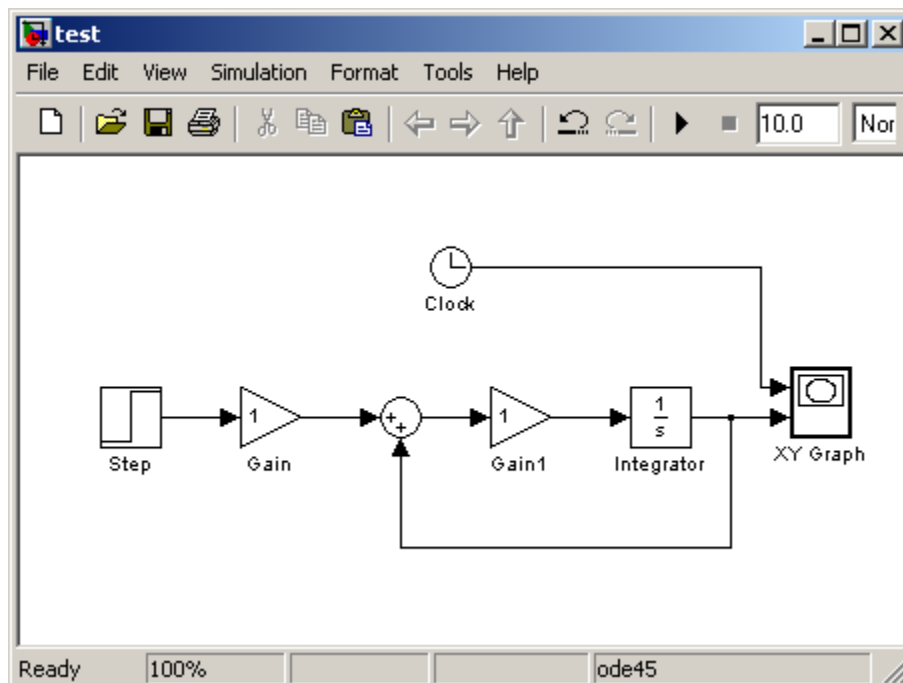 test
File Edit View Simulation Format Tools Help
10.0 Nor
Clock
1
+
+
1
1
s
Step Gain Gain1 Integrator XY Graph
Ready 100% ode45